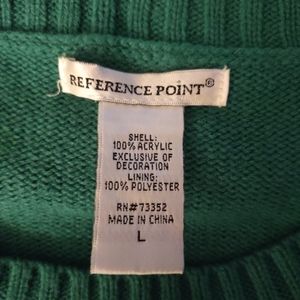 REFERENCE POINT®
SHELL:
100% ACRYLIC
EXCLUSIVE OF
DECORATION
LINING:
100% POLYESTER
RN#73352
MADE IN CHINA
L